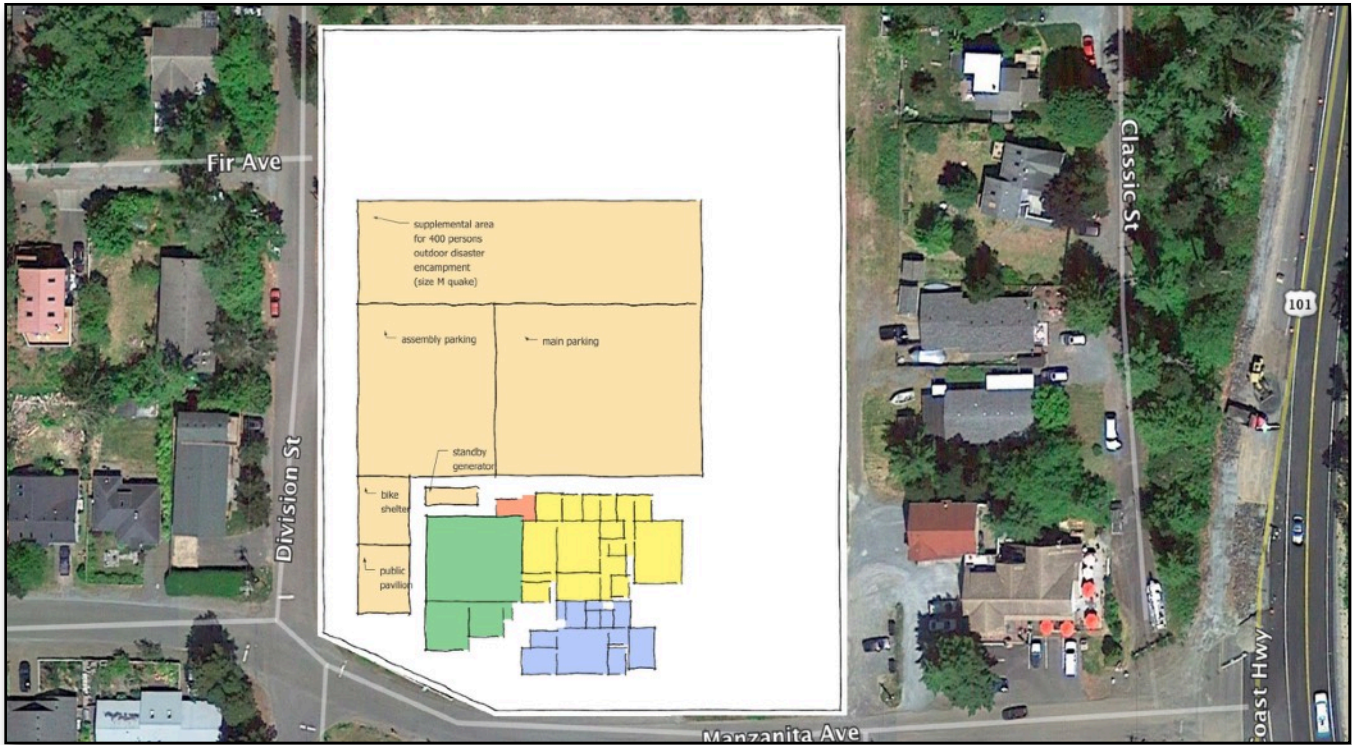 Fir Ave
supplemental area
for 400 persons
outdoor disaster
encampment
(size M quake)
assembly parking
main parking
standby
generator
bike
shelter
public
pavilion
Division St
Classic St
101
Coast Hwy
Manzanita Ave